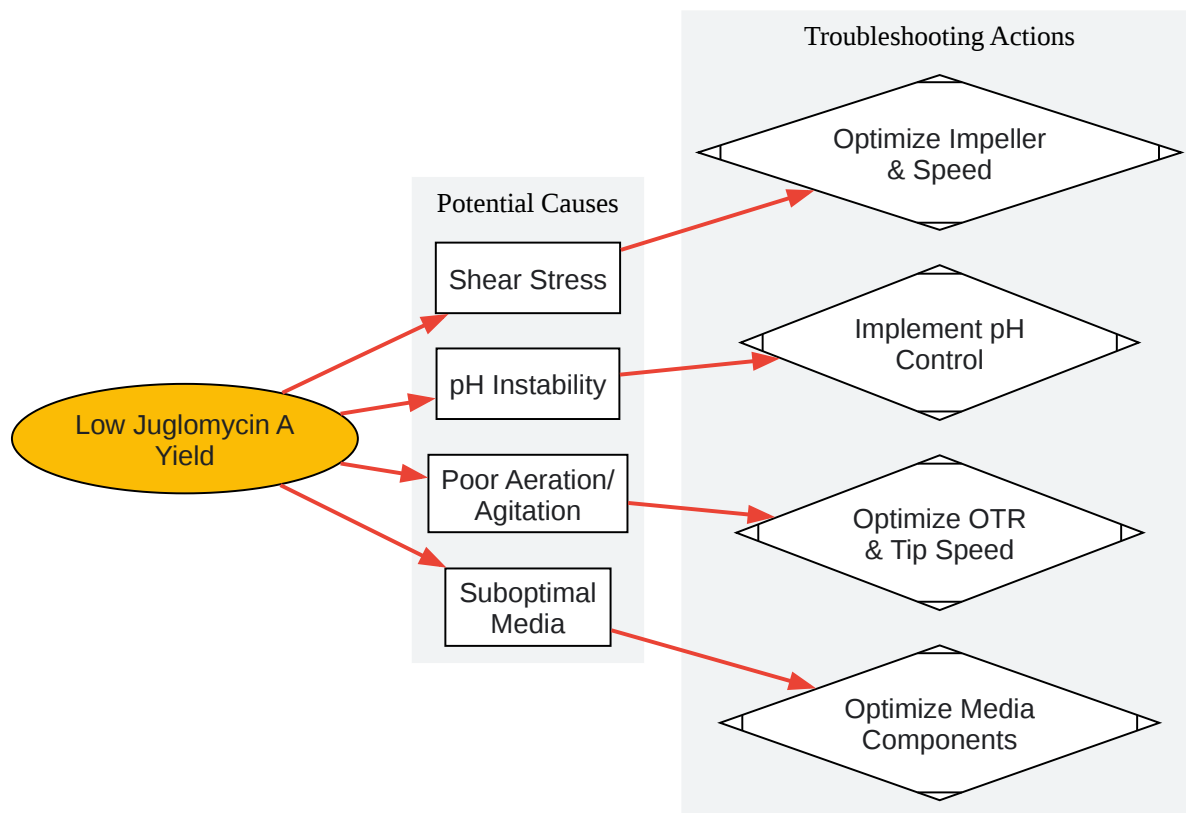 Troubleshooting Actions
Optimize Impeller
& Speed
Potential Causes
Shear Stress
Implement pH
Control
pH Instability
Low Juglomycin A
Yield
Poor Aeration/
Agitation
Optimize OTR
& Tip Speed
Suboptimal
Media
Optimize Media
Components